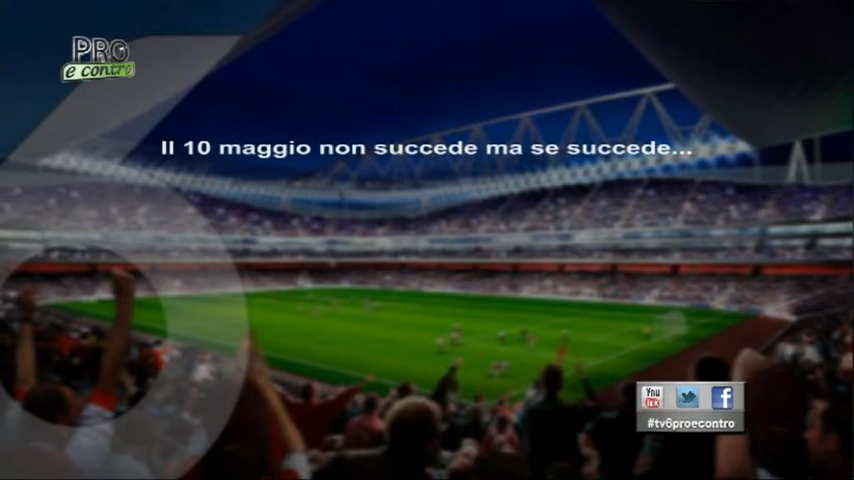 PRO
e contro
Il 10 maggio non succede ma se succede...
You
Tube
f
#tv6proecontro